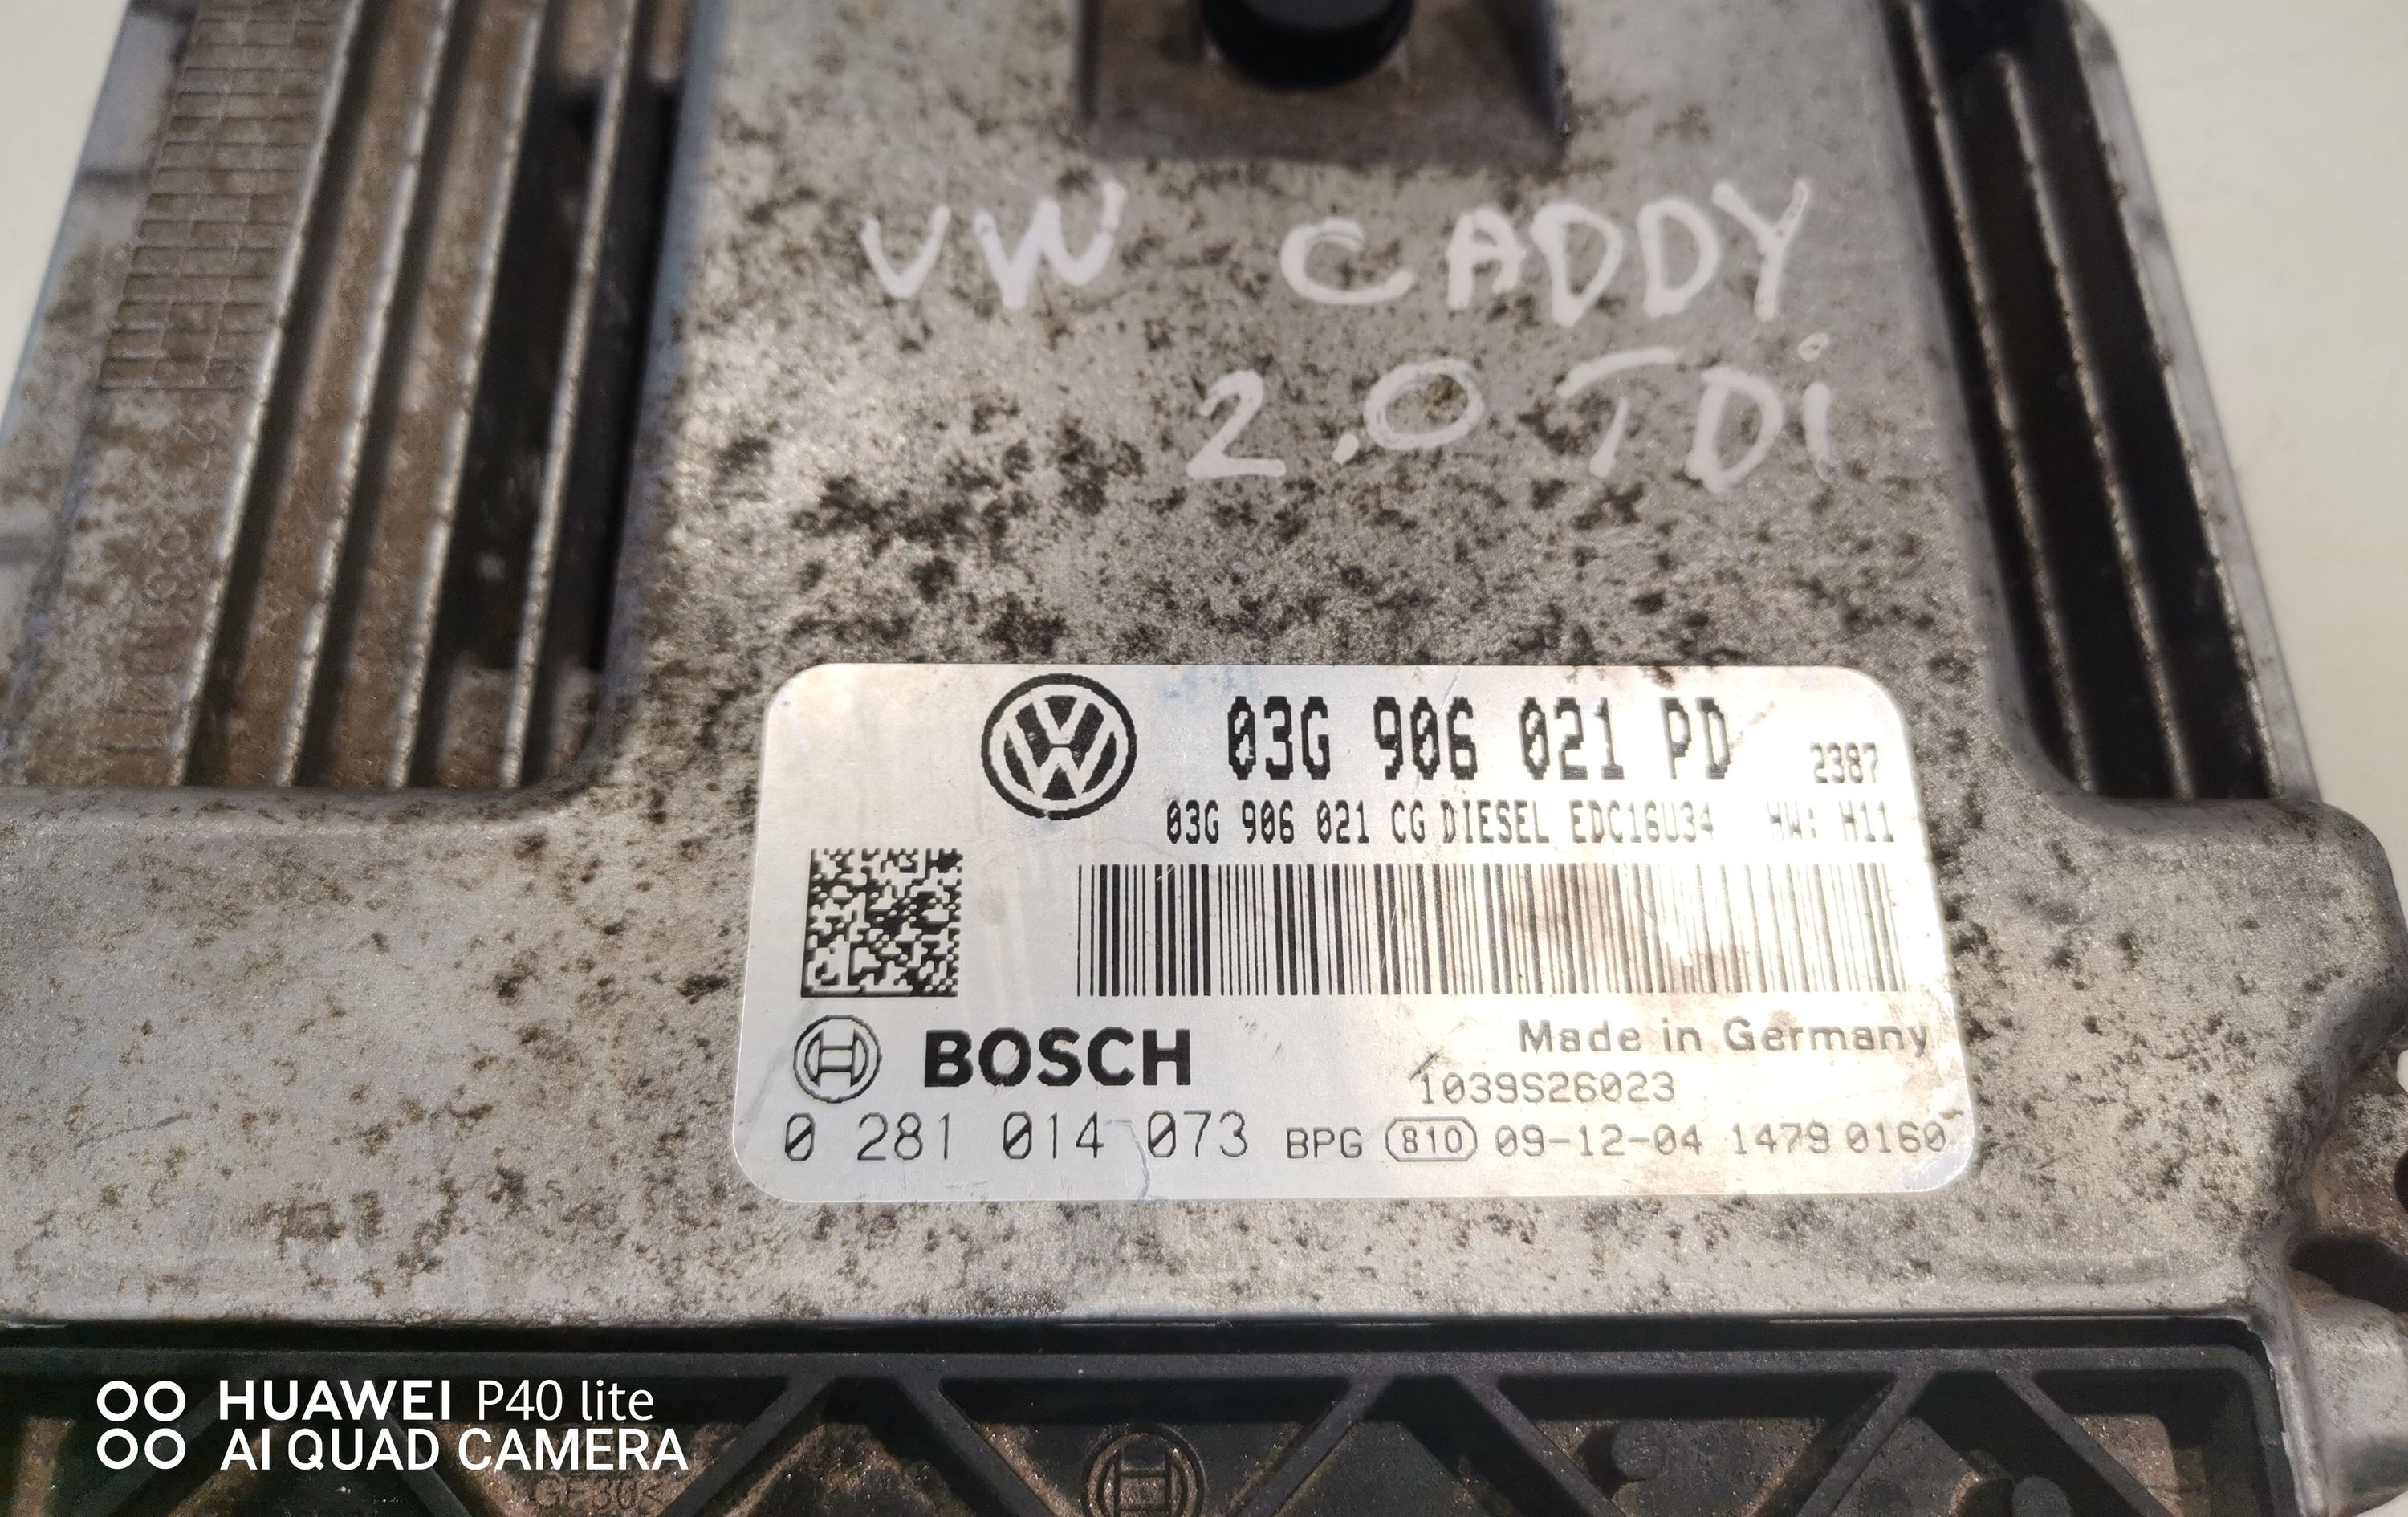 VW CADDY
2.0 TDi
03G 906 021 PD 2387
03G 906 021 CG DIESEL EDC16U34 HW: H11
BOSCH
Made in Germany
1039S26023
0 281 014 073 BPG 810 09-12-04 1479 0160
HUAWEI P40 lite
AI QUAD CAMERA